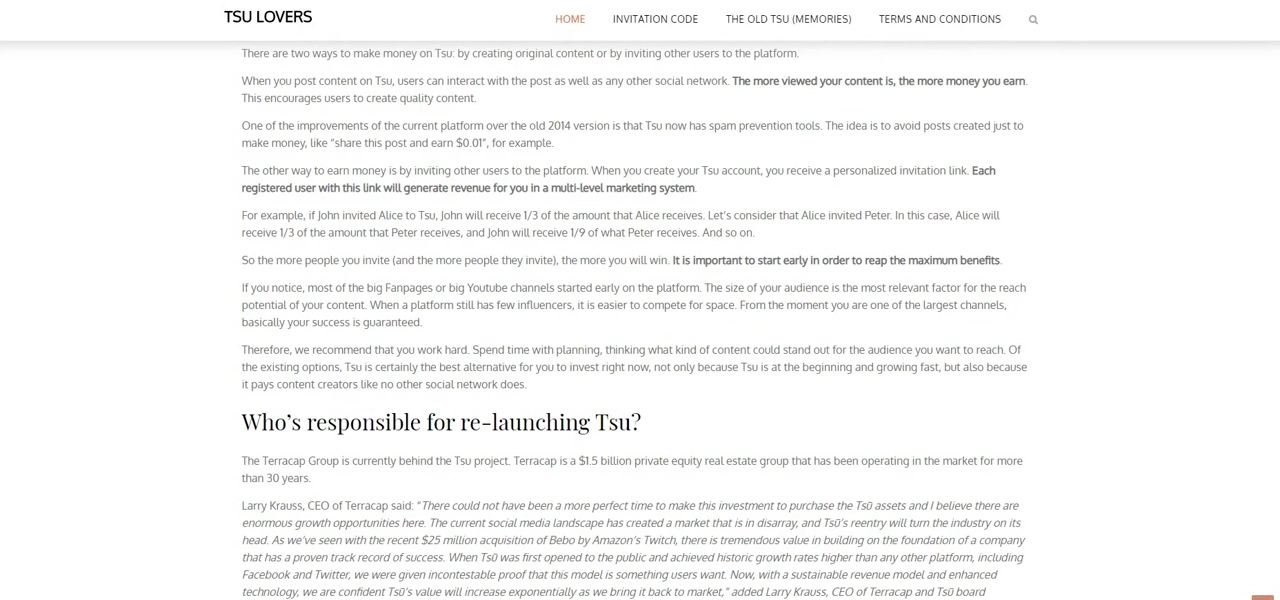 TSU LOVERS
HOME INVITATION CODE THE OLD TSU (MEMORIES) TERMS AND CONDITIONS
There are two ways to make money on Tsu: by creating original content or by inviting other users to the platform.
When you post content on Tsu, users can interact with the post as well as any other social network. The more viewed your content is, the more money you earn.
This encourages users to create quality content.
One of the improvements of the current platform over the old 2014 version is that Tsu now has spam prevention tools. The idea is to avoid posts created just to
make money, like “share this post and earn $0.01”, for example.
The other way to earn money is by inviting other users to the platform. When you create your Tsu account, you receive a personalized invitation link. Each
registered user with this link will generate revenue for you in a multi-level marketing system.
For example, if John invited Alice to Tsu, John will receive 1/3 of the amount that Alice receives. Let’s consider that Alice invited Peter. In this case, Alice will
receive 1/3 of the amount that Peter receives, and John will receive 1/9 of what Peter receives. And so on.
So the more people you invite (and the more people they invite), the more you will win. It is important to start early in order to reap the maximum benefits.
If you notice, most of the big Fanpages or big Youtube channels started early on the platform. The size of your audience is the most relevant factor for the reach
potential of your content. When a platform still has few influencers, it is easier to compete for space. From the moment you are one of the largest channels,
basically your success is guaranteed.
Therefore, we recommend that you work hard. Spend time with planning, thinking what kind of content could stand out for the audience you want to reach. Of
the existing options, Tsu is certainly the best alternative for you to invest right now, not only because Tsu is at the beginning and growing fast, but also because
it pays content creators like no other social network does.
Who’s responsible for re-launching Tsu?
The Terracap Group is currently behind the Tsu project. Terracap is a $1.5 billion private equity real estate group that has been operating in the market for more
than 30 years.
Larry Krauss, CEO of Terracap said: “There could not have been a more perfect time to make this investment to purchase the Tsū assets and I believe there are
enormous growth opportunities here. The current social media landscape has created a market that is in disarray, and Tsū’s reentry will turn the industry on its
head. As we’ve seen with the recent $25 million acquisition of Bebo by Amazon’s Twitch, there is tremendous value in building on the foundation of a company
that has a proven track record of success. When Tsū was first opened to the public and achieved historic growth rates higher than any other platform, including
Facebook and Twitter, we were given incontestable proof that this model is something users want. Now, with a sustainable revenue model and enhanced
technology, we are confident Tsū’s value will increase exponentially as we bring it back to market,” added Larry Krauss, CEO of Terracap and Tsū board